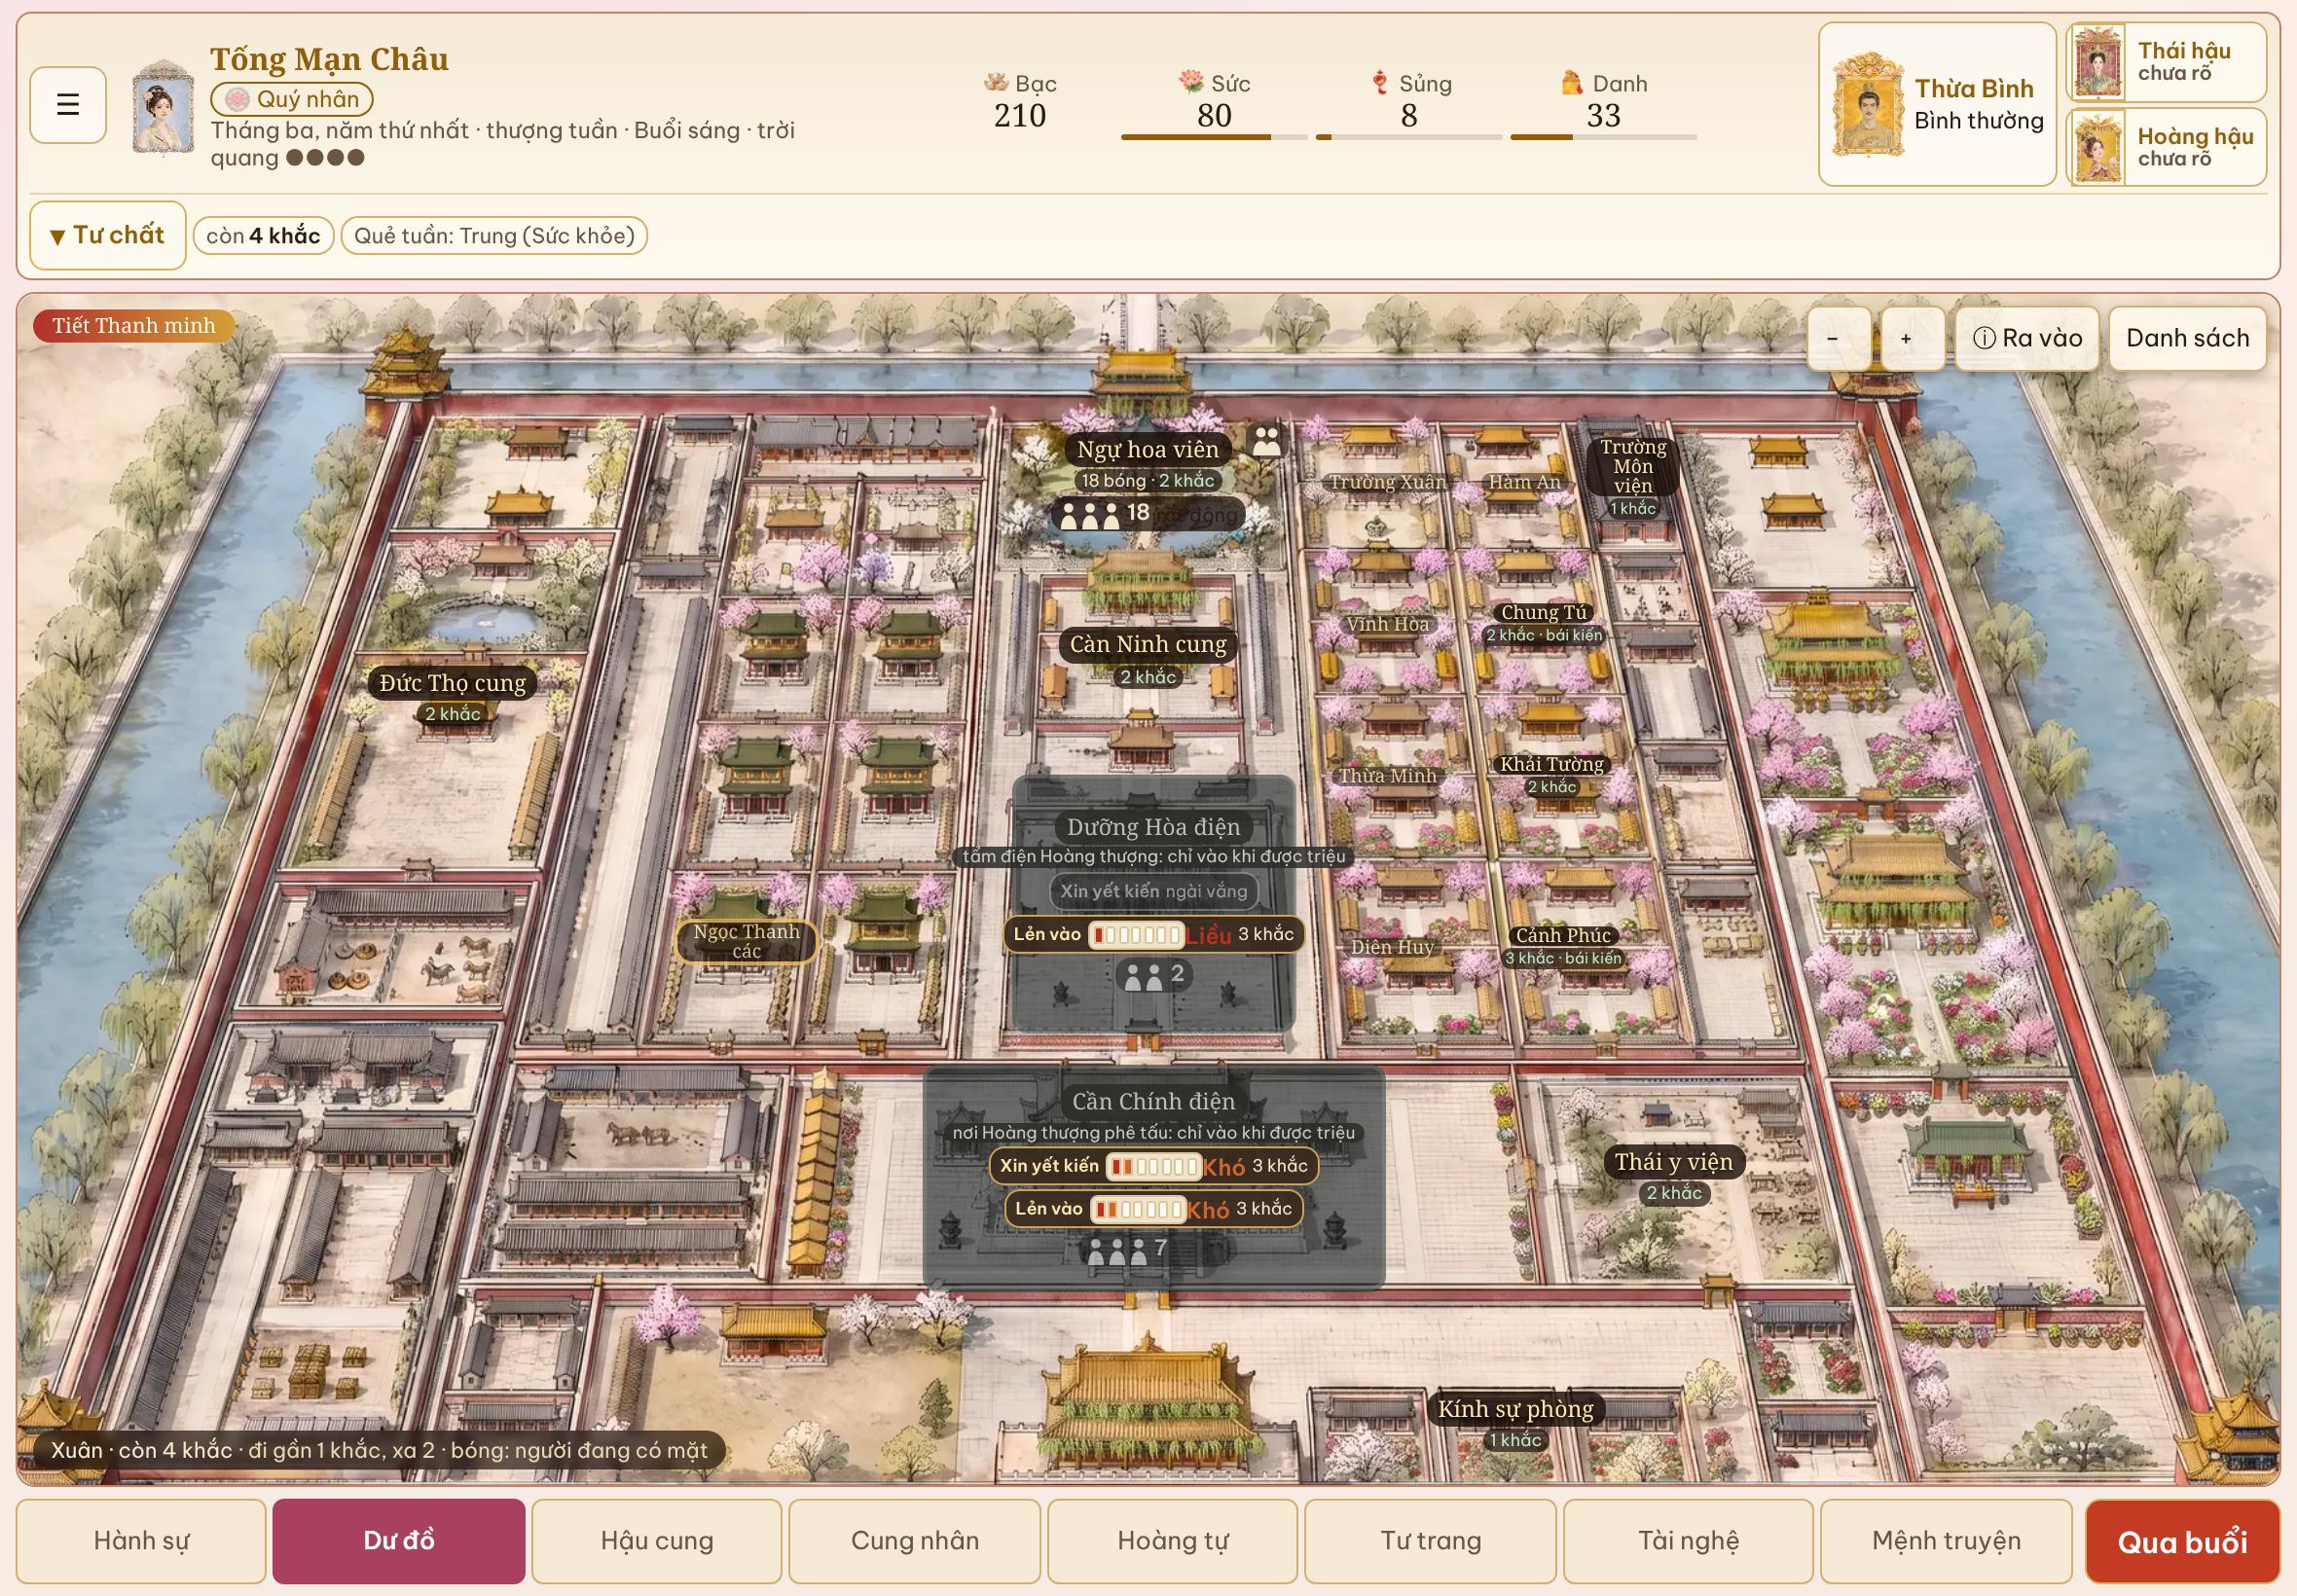 ☰
Tống Mạn Châu
Quý nhân
Tháng ba, năm thứ nhất · thượng tuần · Buổi sáng · trời
quang ●●●●
Bạc
210
Sức
80
Sủng
8
Danh
33
Thừa Bình
Bình thường
Thái hậu
chưa rõ
Hoàng hậu
chưa rõ
▼ Tư chất
còn 4 khắc
Quẻ tuần: Trung (Sức khỏe)
Tiết Thanh minh
−
+
ⓘ Ra vào
Danh sách
Ngự hoa viên
18 bóng · 2 khắc
18
Trường Xuân
Hàm An
Trường
Môn
viện
1 khắc
Càn Ninh cung
2 khắc
Vĩnh Hòa
Chung Tú
2 khắc · bái kiến
Đức Thọ cung
2 khắc
Thừa Minh
Khải Tường
2 khắc
Dưỡng Hòa điện
tẩm điện Hoàng thượng: chỉ vào khi được triệu
Xin yết kiến ngài vắng
Lẻn vào Liều 3 khắc
2
Ngọc Thanh
các
Diên Huy
Cảnh Phúc
3 khắc · bái kiến
Cần Chính điện
nơi Hoàng thượng phê tấu: chỉ vào khi được triệu
Xin yết kiến Khó 3 khắc
Lẻn vào Khó 3 khắc
7
Thái y viện
2 khắc
Kính sự phòng
1 khắc
Xuân · còn 4 khắc · đi gần 1 khắc, xa 2 · bóng: người đang có mặt
Hành sự
Dư đồ
Hậu cung
Cung nhân
Hoàng tự
Tư trang
Tài nghệ
Mệnh truyện
Qua buổi